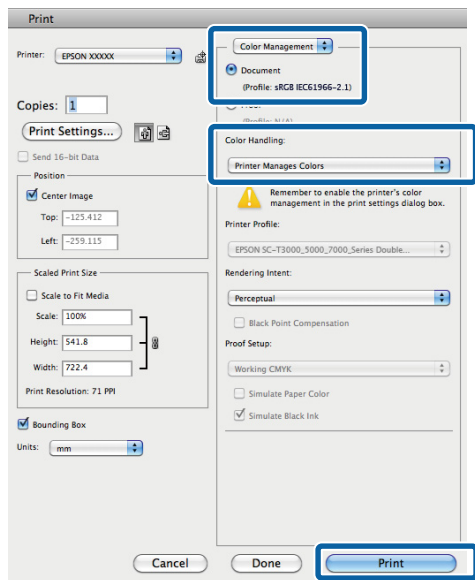 Print
Printer: EPSON XXXXX
Copies: 1
Print Settings...
Send 16-bit Data
Position
Center Image
Top: -125.412
Left: -259.115
Scaled Print Size
Scale to Fit Media
Scale: 100%
Height: 541.8
Width: 722.4
Print Resolution: 71 PPI
Bounding Box
Units: mm
Color Management
Document
(Profile: sRGB IEC61966-2.1)
Color Handling:
Printer Manages Colors
Remember to enable the printer's color
management in the print settings dialog box.
Printer Profile:
EPSON SC-T3000_5000_7000_Series Double...
Rendering Intent:
Perceptual
Black Point Compensation
Proof Setup:
Working CMYK
Simulate Paper Color
Simulate Black Ink
Cancel
Done
Print